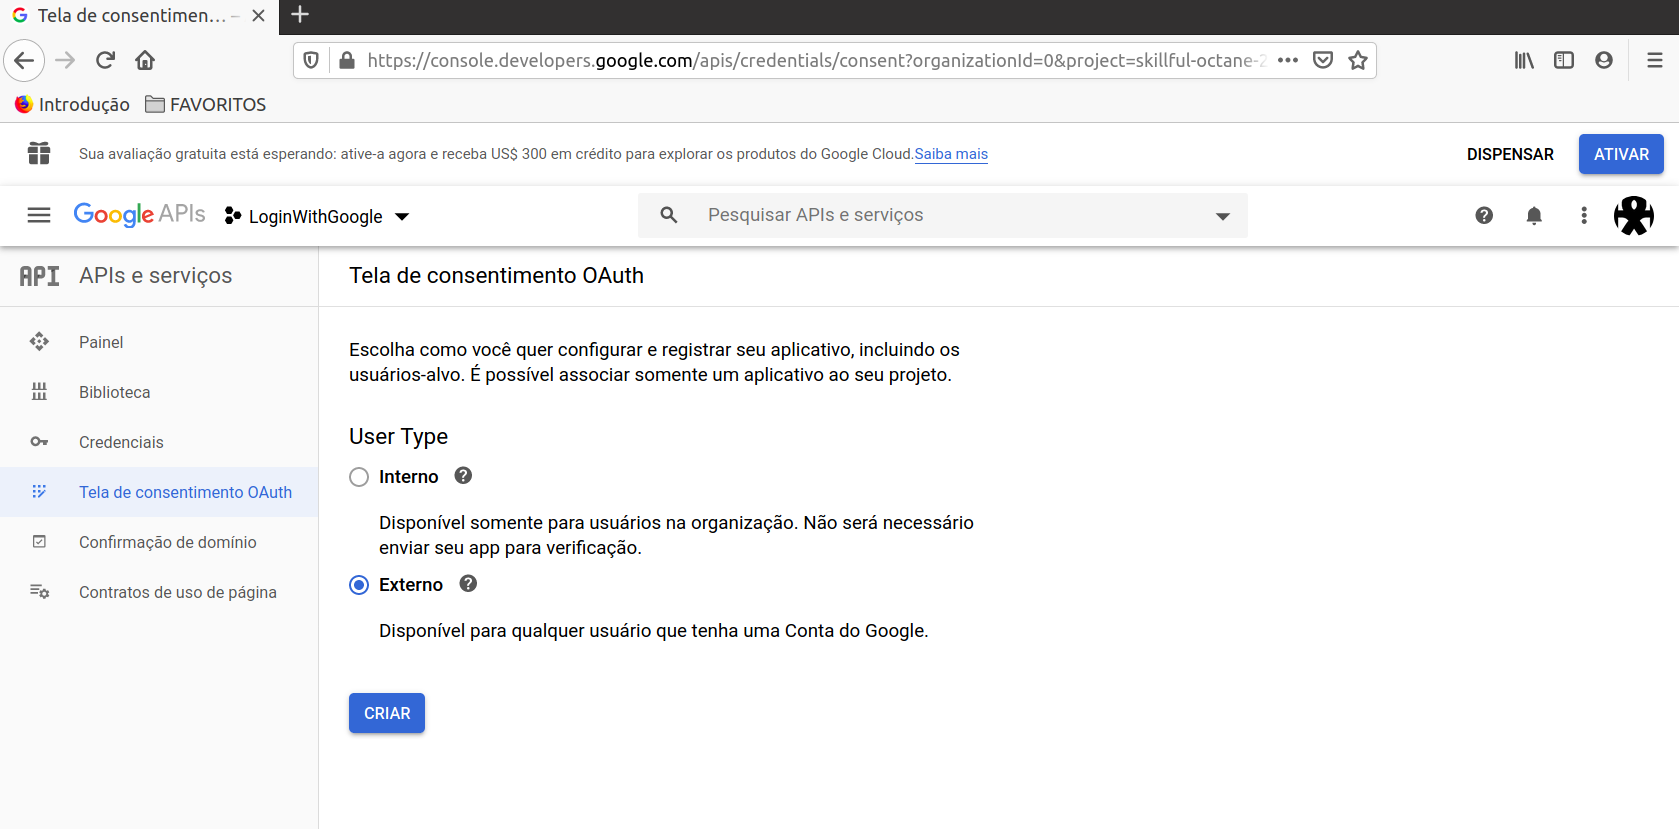 Tela de consentimen...
https://console.developers.google.com/apis/credentials/consent?organizationId=0&project=skillful-octane-2
Introdução
FAVORITOS
Sua avaliação gratuita está esperando: ative-a agora e receba US$ 300 em crédito para explorar os produtos do Google Cloud.Saiba mais
DISPENSAR
ATIVAR
Google APIs
LoginWithGoogle
Pesquisar APIs e serviços
API APIs e serviços
Painel
Biblioteca
Credenciais
Tela de consentimento OAuth
Confirmação de domínio
Contratos de uso de página
Tela de consentimento OAuth
Escolha como você quer configurar e registrar seu aplicativo, incluindo os
usuários-alvo. É possível associar somente um aplicativo ao seu projeto.
User Type
Interno
Disponível somente para usuários na organização. Não será necessário
enviar seu app para verificação.
Externo
Disponível para qualquer usuário que tenha uma Conta do Google.
CRIAR